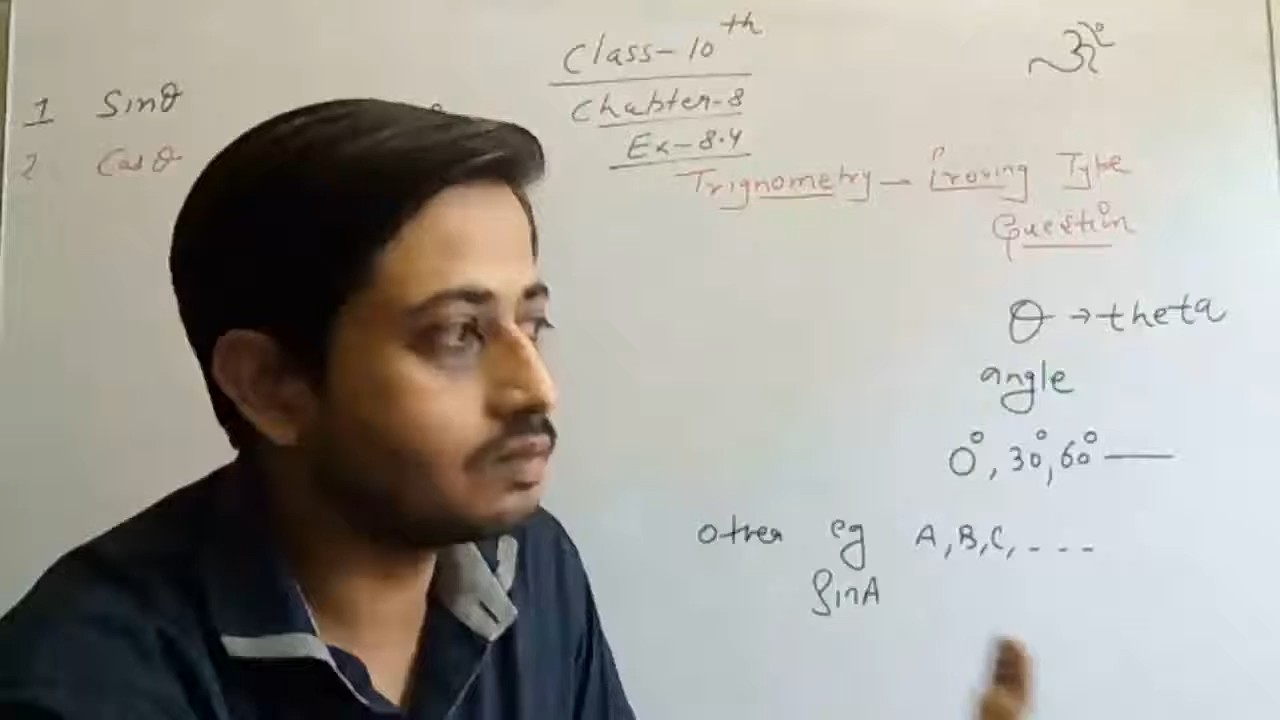 Class-10th
Chapter-8
Ex-8.4
Trignometry - Proving Type
Question
1 Sinθ
2 Cosθ
θ → theta
angle
0°, 30°, 60° —
other eg A, B, C, - - -
SinA